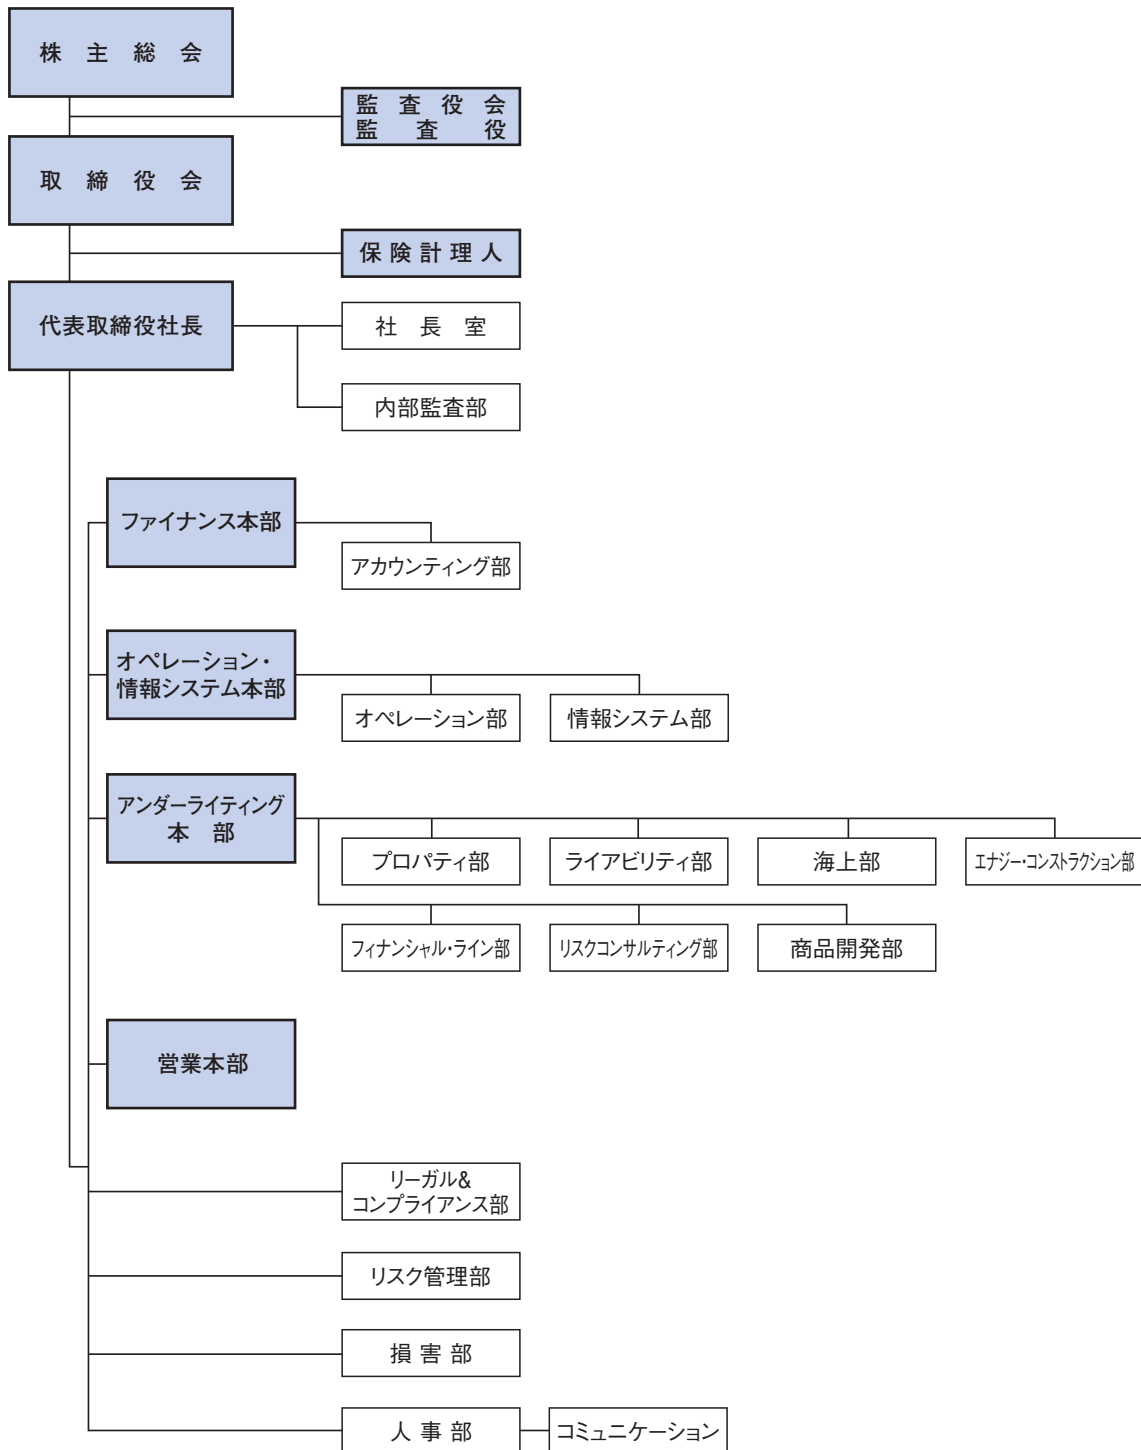 株主総会
監査役会
監査役
取締役会
保険計理人
代表取締役社長
社長室
内部監査部
ファイナンス本部
アカウンティング部
オペレーション・
情報システム本部
オペレーション部
情報システム部
アンダーライティング
本部
プロパティ部
ライアビリティ部
海上部
エナジー・コンストラクション部
フィナンシャル・ライン部
リスクコンサルティング部
商品開発部
営業本部
リーガル&
コンプライアンス部
リスク管理部
損害部
人事部
コミュニケーション